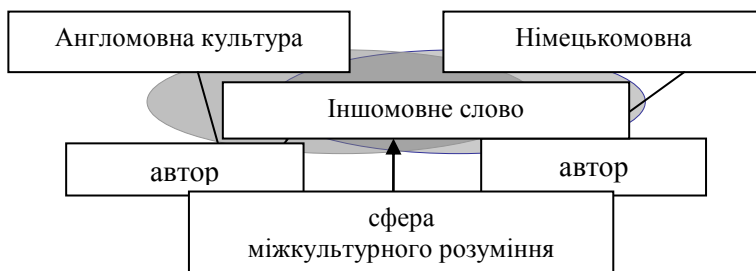 Англомовна культура
Німецькомовна
Іншомовне слово
автор
автор
сфера
міжкультурного розуміння